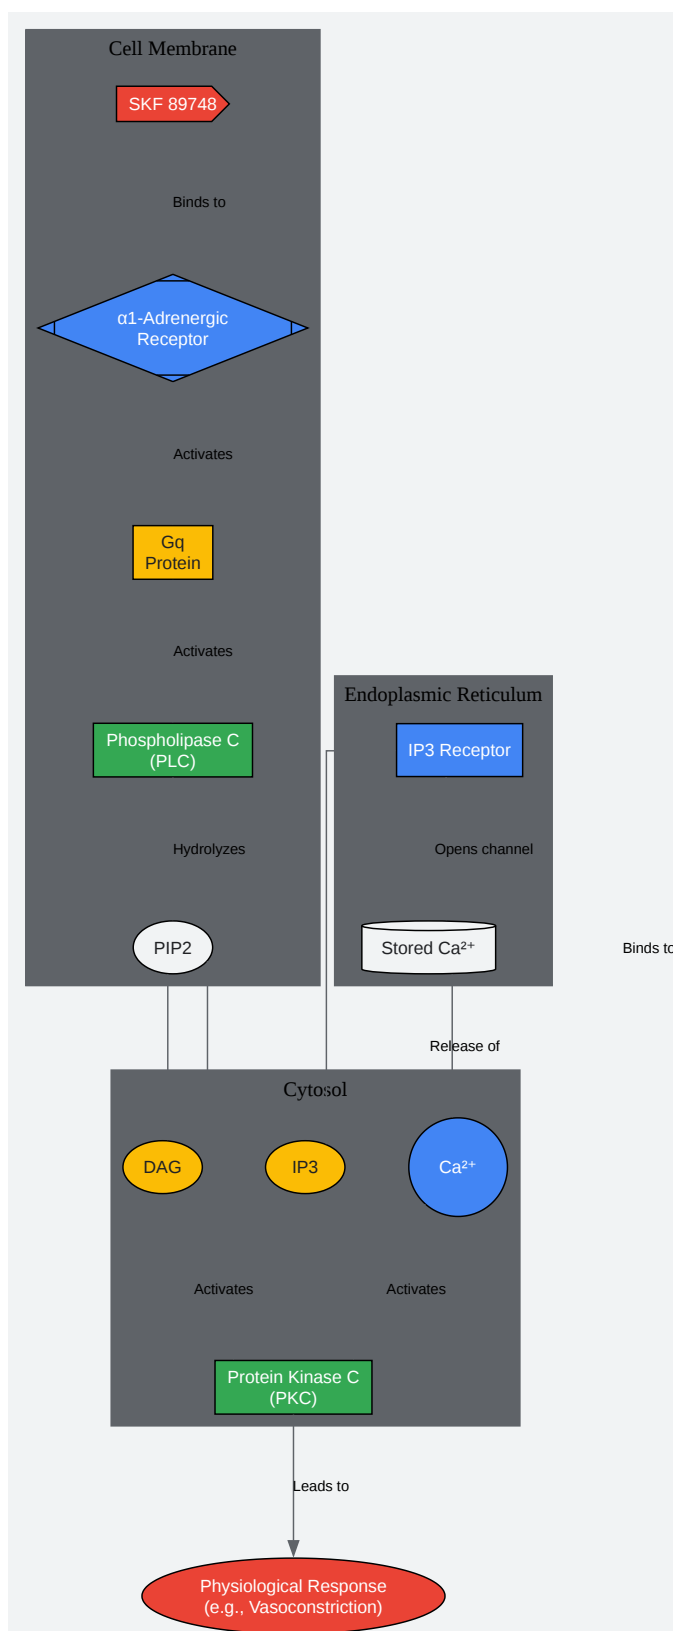 Cell Membrane
SKF 89748
Binds to
α1-Adrenergic
Receptor
Activates
Gq
Protein
Activates
Phospholipase C
(PLC)
Hydrolyzes
PIP2
Endoplasmic Reticulum
IP3 Receptor
Opens channel
Stored Ca²⁺
Binds to
Release of
Cytosol
DAG
IP3
Ca²⁺
Activates
Activates
Protein Kinase C
(PKC)
Leads to
Physiological Response
(e.g., Vasoconstriction)